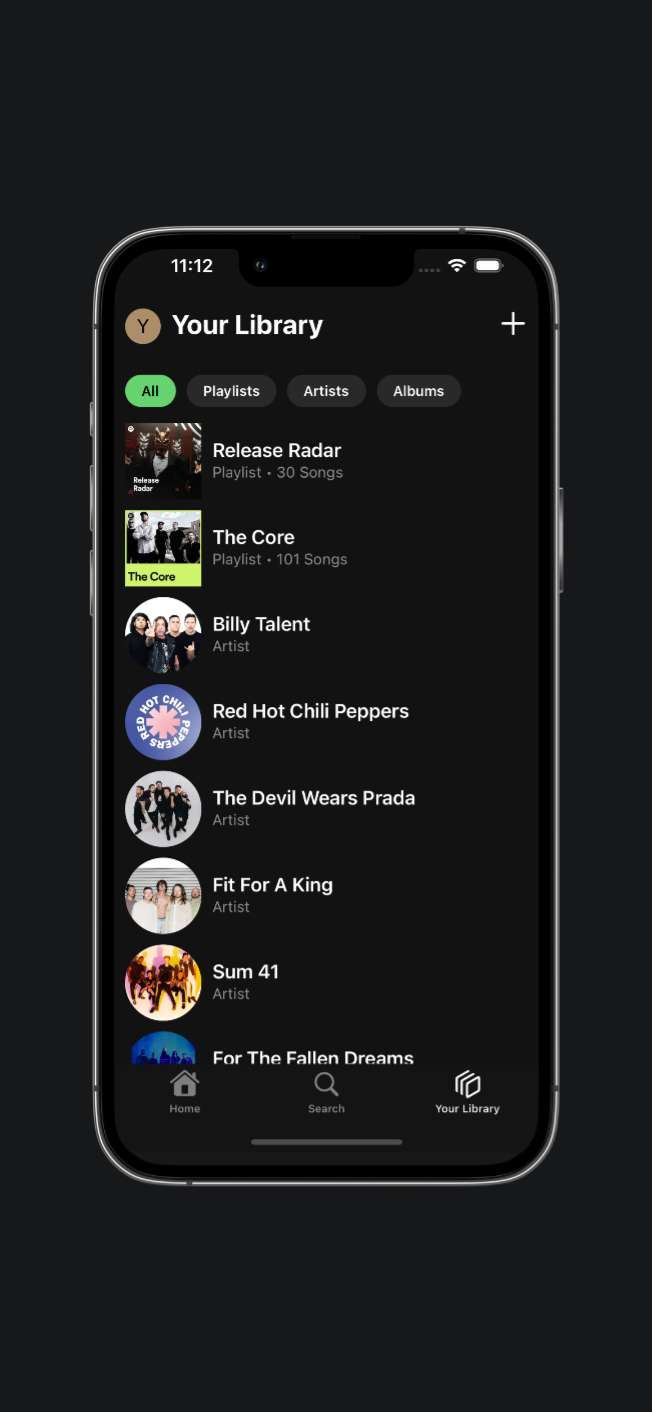 11:12
Y
Your Library
All
Playlists
Artists
Albums
Release
Radar
Release Radar
Playlist • 30 Songs
The Core
The Core
Playlist • 101 Songs
Billy Talent
Artist
RED HOT CHILI PEPPERS
Red Hot Chili Peppers
Artist
The Devil Wears Prada
Artist
Fit For A King
Artist
Sum 41
Artist
For The Fallen Dreams
Home
Search
Your Library